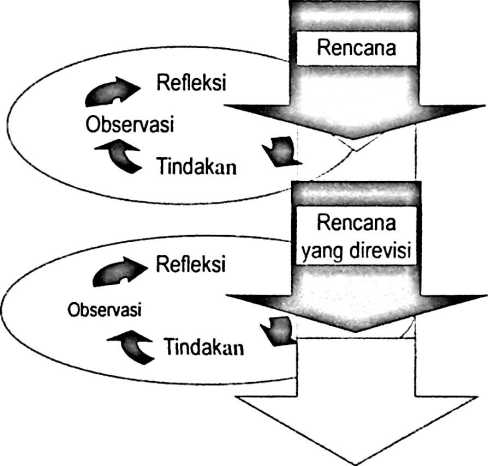 Rencana
Refleksi
Observasi
Tindakan
Rencana
yang direvisi
Refleksi
Observasi
Tindakan